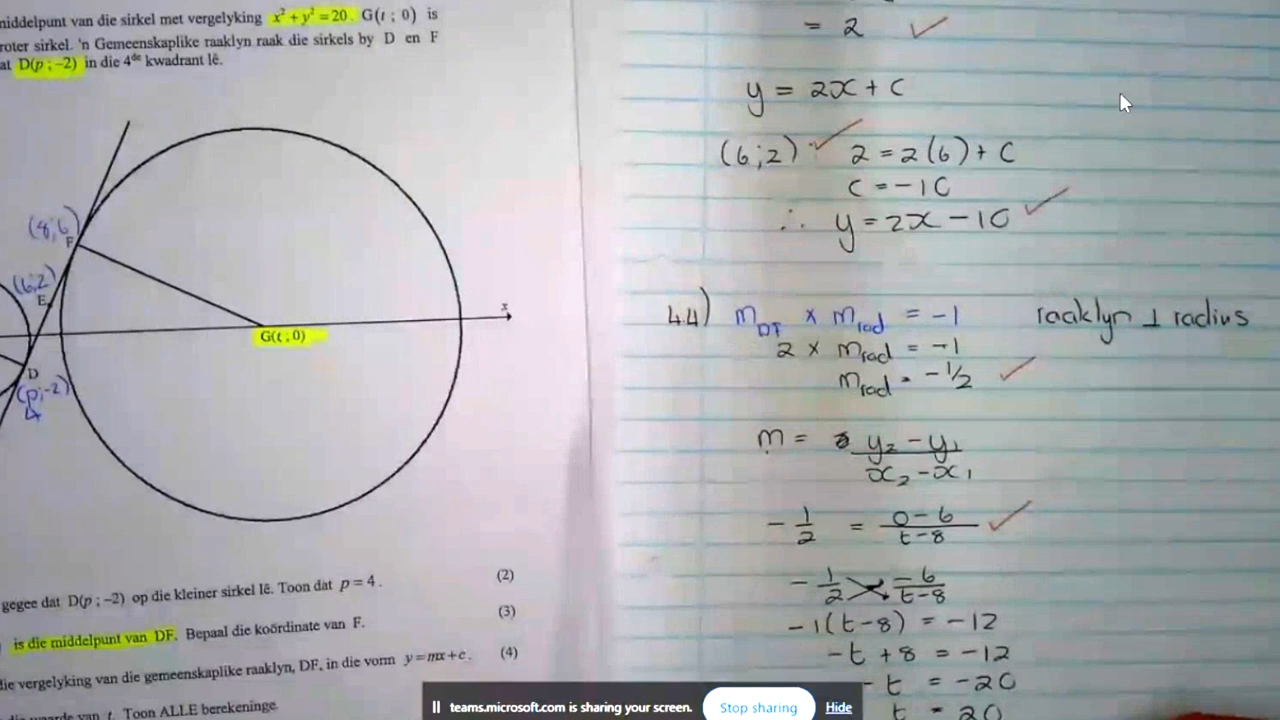 middelpunt van die sirkel met vergelyking x² + y² = 20. G(t ; 0) is
roter sirkel. 'n Gemeenskaplike raaklyn raak die sirkels by D en F
at D(p ; −2) in die 4de kwadrant lê.
(8;6)
F
(6;2)
E
x
G(t ; 0)
D
(p;-2)
4
gegee dat D(p ; −2) op die kleiner sirkel lê. Toon dat p = 4. (2)
is die middelpunt van DF. Bepaal die koördinate van F. (3)
die vergelyking van die gemeenskaplike raaklyn, DF, in die vorm y = mx + c. (4)
van t. Toon ALLE berekeninge.
= 2 ✓
y = 2x + c
(6;2) ✓ 2 = 2(6) + c
c = -10
∴ y = 2x - 10 ✓
4.4) m_DF × m_rad = -1 raaklyn ⊥ radius
2 × m_rad = -1
m_rad = -1/2 ✓
m = y₂ - y₁ / x₂ - x₁
- 1/2 = 0 - 6 / t - 8 ✓
- 1/2 = -6 / t - 8
-1(t - 8) = -12
-t + 8 = -12
- t = -20
t = 20
teams.microsoft.com is sharing your screen. Stop sharing Hide